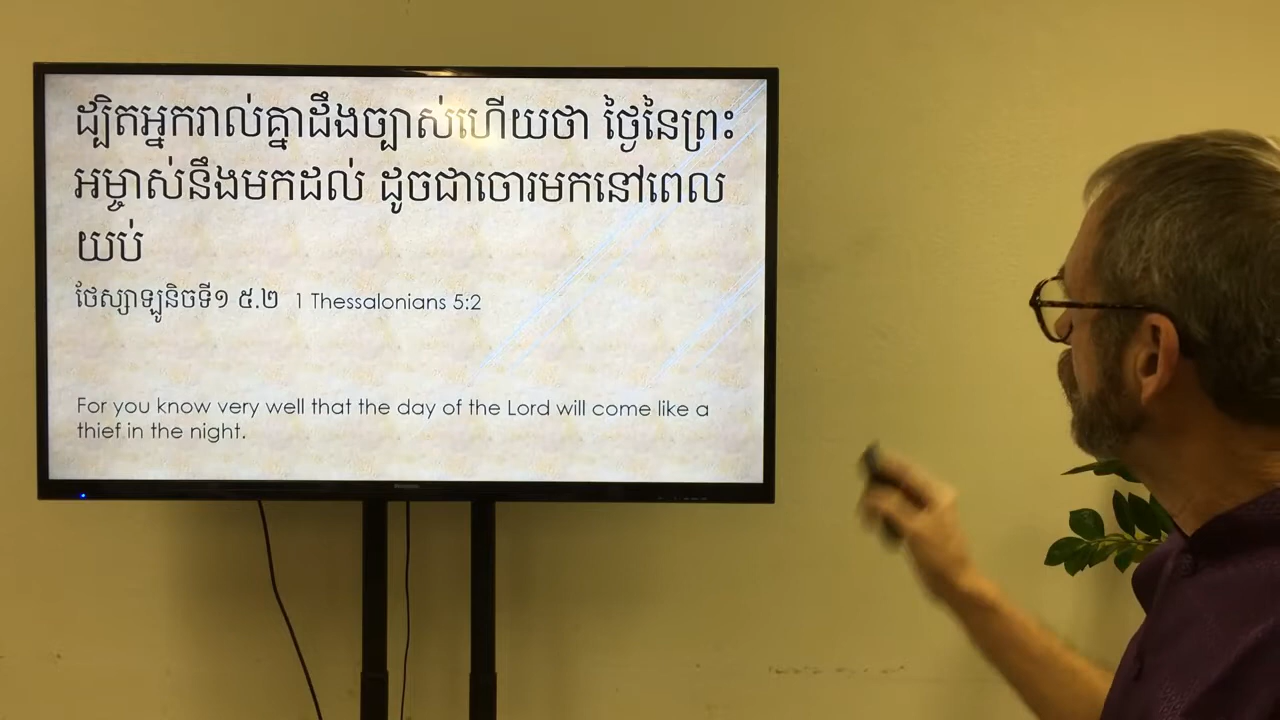 ដ្បិតអ្នករាល់គ្នាដឹងច្បាស់ហើយថា ថ្ងៃនៃព្រះ
អម្ចាស់នឹងមកដល់ ដូចជាចោរមកនៅពេល
យប់
ថែស្សាឡូនិចទី១ ៥.២ 1 Thessalonians 5:2
For you know very well that the day of the Lord will come like a
thief in the night.